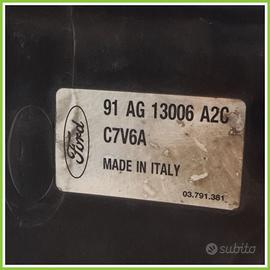 Ford
91 AG 13006 A2C
C7V6A
MADE IN ITALY
03.791.381
subito